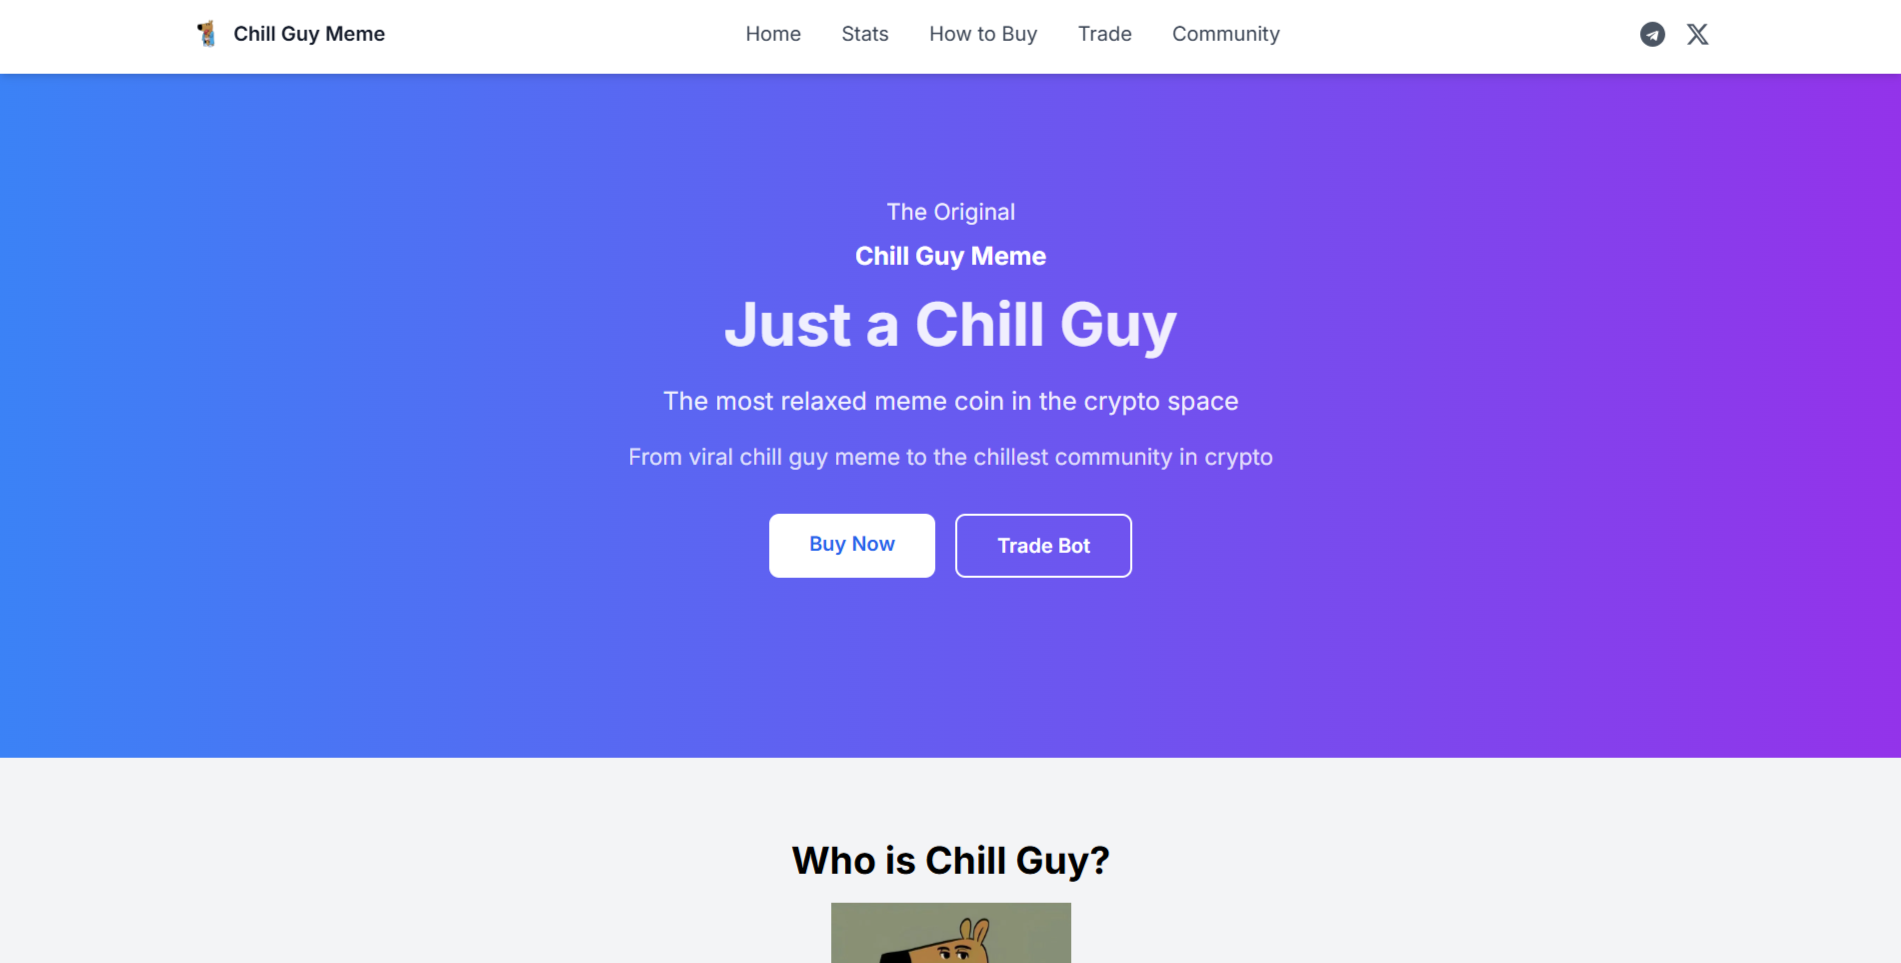 Chill Guy Meme
Home
Stats
How to Buy
Trade
Community
The Original
Chill Guy Meme
Just a Chill Guy
The most relaxed meme coin in the crypto space
From viral chill guy meme to the chillest community in crypto
Buy Now
Trade Bot
Who is Chill Guy?